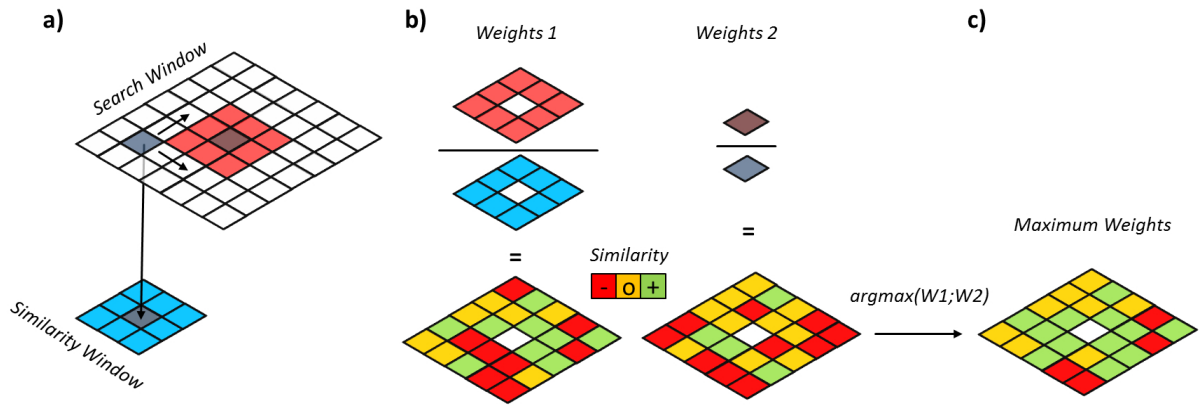 a)
Search Window
Similarity Window
b)
Weights 1
Weights 2
=
=
Similarity
- o +
argmax(W1;W2)
c)
Maximum Weights